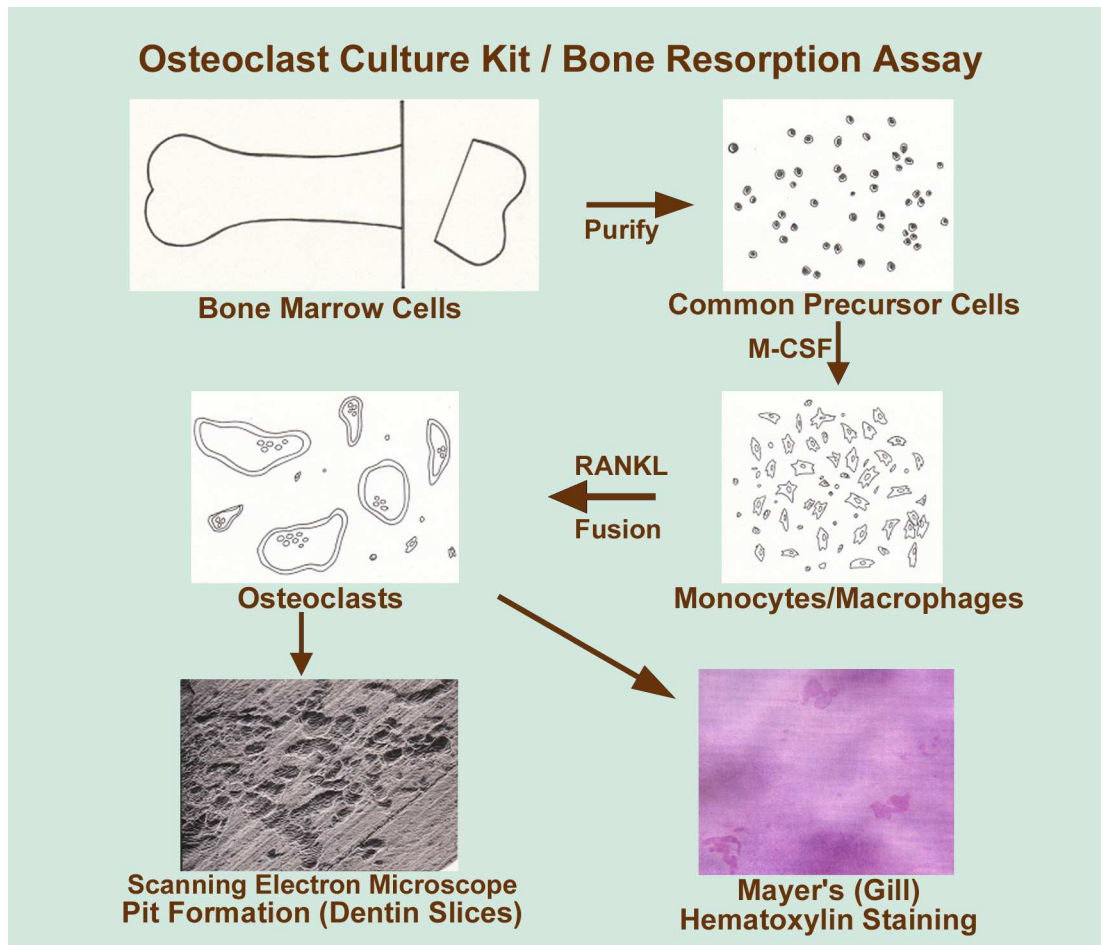 Osteoclast Culture Kit / Bone Resorption Assay
Bone Marrow Cells
Purify
Common Precursor Cells
M-CSF
Monocytes/Macrophages
RANKL
Fusion
Osteoclasts
Scanning Electron Microscope
Pit Formation (Dentin Slices)
Mayer's (Gill)
Hematoxylin Staining